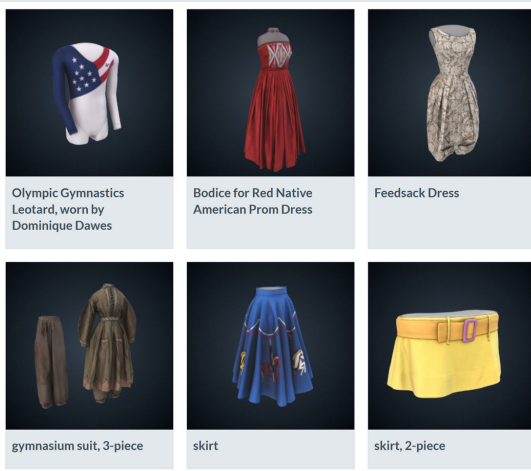 Olympic Gymnastics
Leotard, worn by
Dominique Dawes
Bodice for Red Native
American Prom Dress
Feedsack Dress
gymnasium suit, 3-piece
skirt
skirt, 2-piece